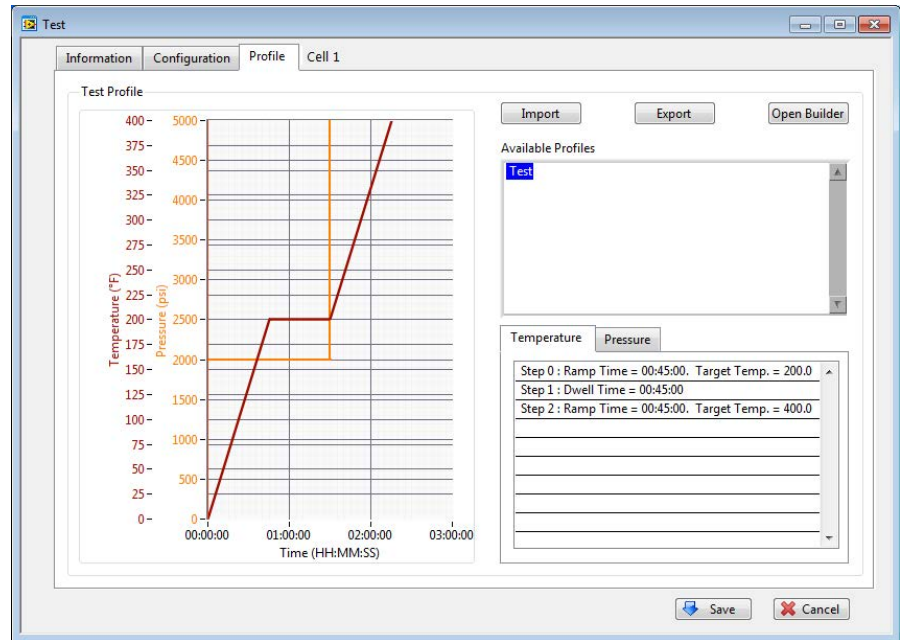 Test
Information Configuration Profile Cell 1
Test Profile
Import Export Open Builder
Available Profiles
Test
Temperature (°F)
400
375
350
325
300
275
250
225
200
175
150
125
100
75
50
25
0
Pressure (psi)
5000
4500
4000
3500
3000
2500
2000
1500
1000
500
0
00:00:00 01:00:00 02:00:00 03:00:00
Time (HH:MM:SS)
Temperature Pressure
Step 0 : Ramp Time = 00:45:00. Target Temp. = 200.0
Step 1 : Dwell Time = 00:45:00
Step 2 : Ramp Time = 00:45:00. Target Temp. = 400.0
Save Cancel